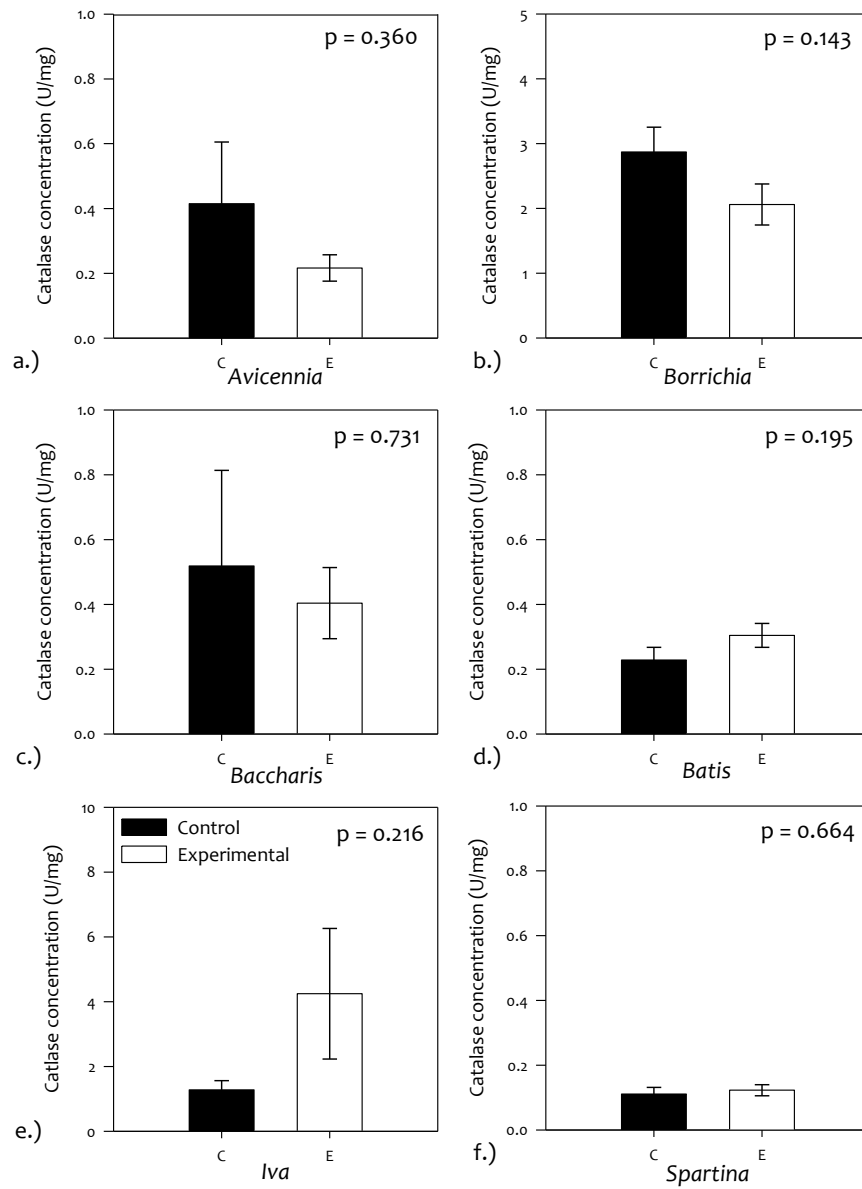 1.0
0.8
0.6
0.4
0.2
0.0
Catalase concentration (U/mg)
p = 0.360
C
E
a.)
Avicennia
5
4
3
2
1
0
Catalase concentration (U/mg)
p = 0.143
C
E
b.)
Borrichia
1.0
0.8
0.6
0.4
0.2
0.0
Catalase concentration (U/mg)
p = 0.731
C
E
c.)
Baccharis
1.0
0.8
0.6
0.4
0.2
0.0
Catalase concentration (U/mg)
p = 0.195
C
E
d.)
Batis
10
8
6
4
2
0
Catlase concentration (U/mg)
Control
Experimental
p = 0.216
C
E
e.)
Iva
1.0
0.8
0.6
0.4
0.2
0.0
Catalase concentration (U/mg)
p = 0.664
C
E
f.)
Spartina